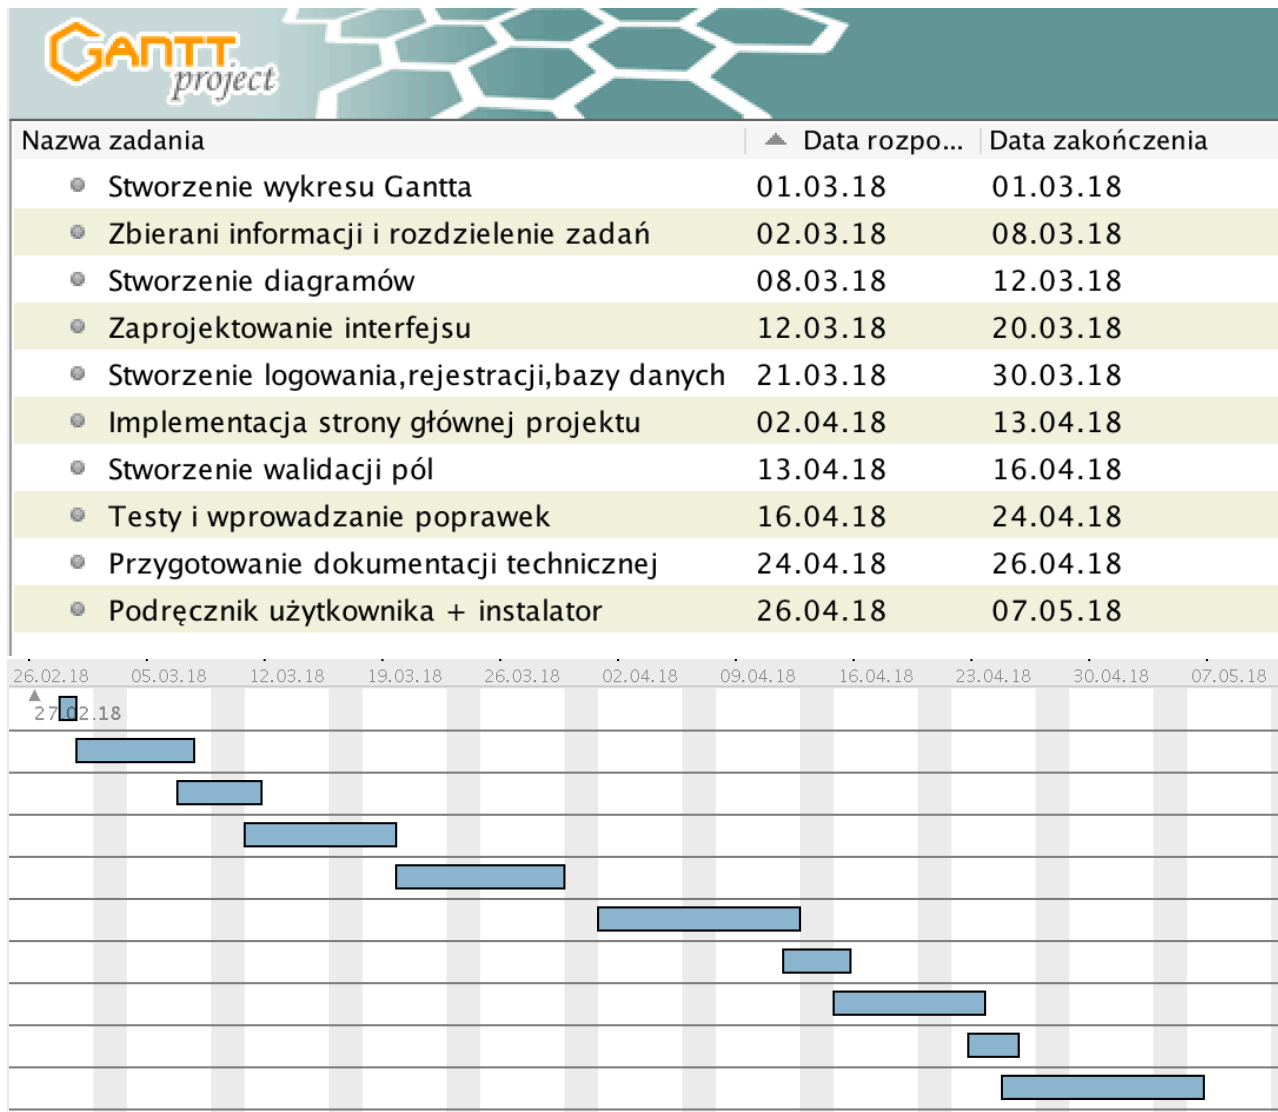 GANTT
project
Nazwa zadania Data rozpo... Data zakończenia
Stworzenie wykresu Gantta 01.03.18 01.03.18
Zbierani informacji i rozdzielenie zadań 02.03.18 08.03.18
Stworzenie diagramów 08.03.18 12.03.18
Zaprojektowanie interfejsu 12.03.18 20.03.18
Stworzenie logowania,rejestracji,bazy danych 21.03.18 30.03.18
Implementacja strony głównej projektu 02.04.18 13.04.18
Stworzenie walidacji pól 13.04.18 16.04.18
Testy i wprowadzanie poprawek 16.04.18 24.04.18
Przygotowanie dokumentacji technicznej 24.04.18 26.04.18
Podręcznik użytkownika + instalator 26.04.18 07.05.18
26.02.18 05.03.18 12.03.18 19.03.18 26.03.18 02.04.18 09.04.18 16.04.18 23.04.18 30.04.18 07.05.18
27.02.18